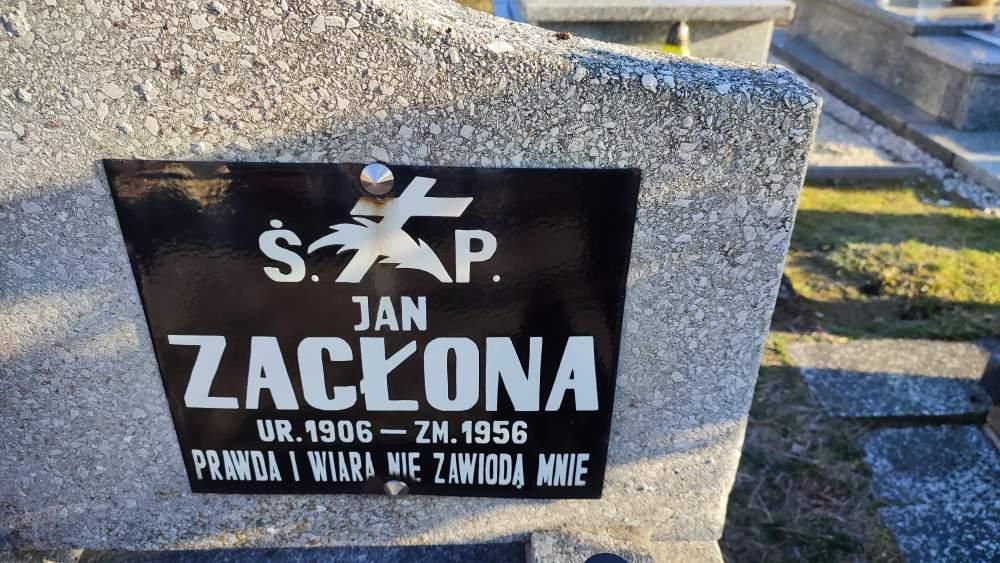 Ś. P.
JAN
ZACŁONA
UR. 1906 — ZM. 1956
PRAWDA I WIARA NIE ZAWIODĄ MNIE